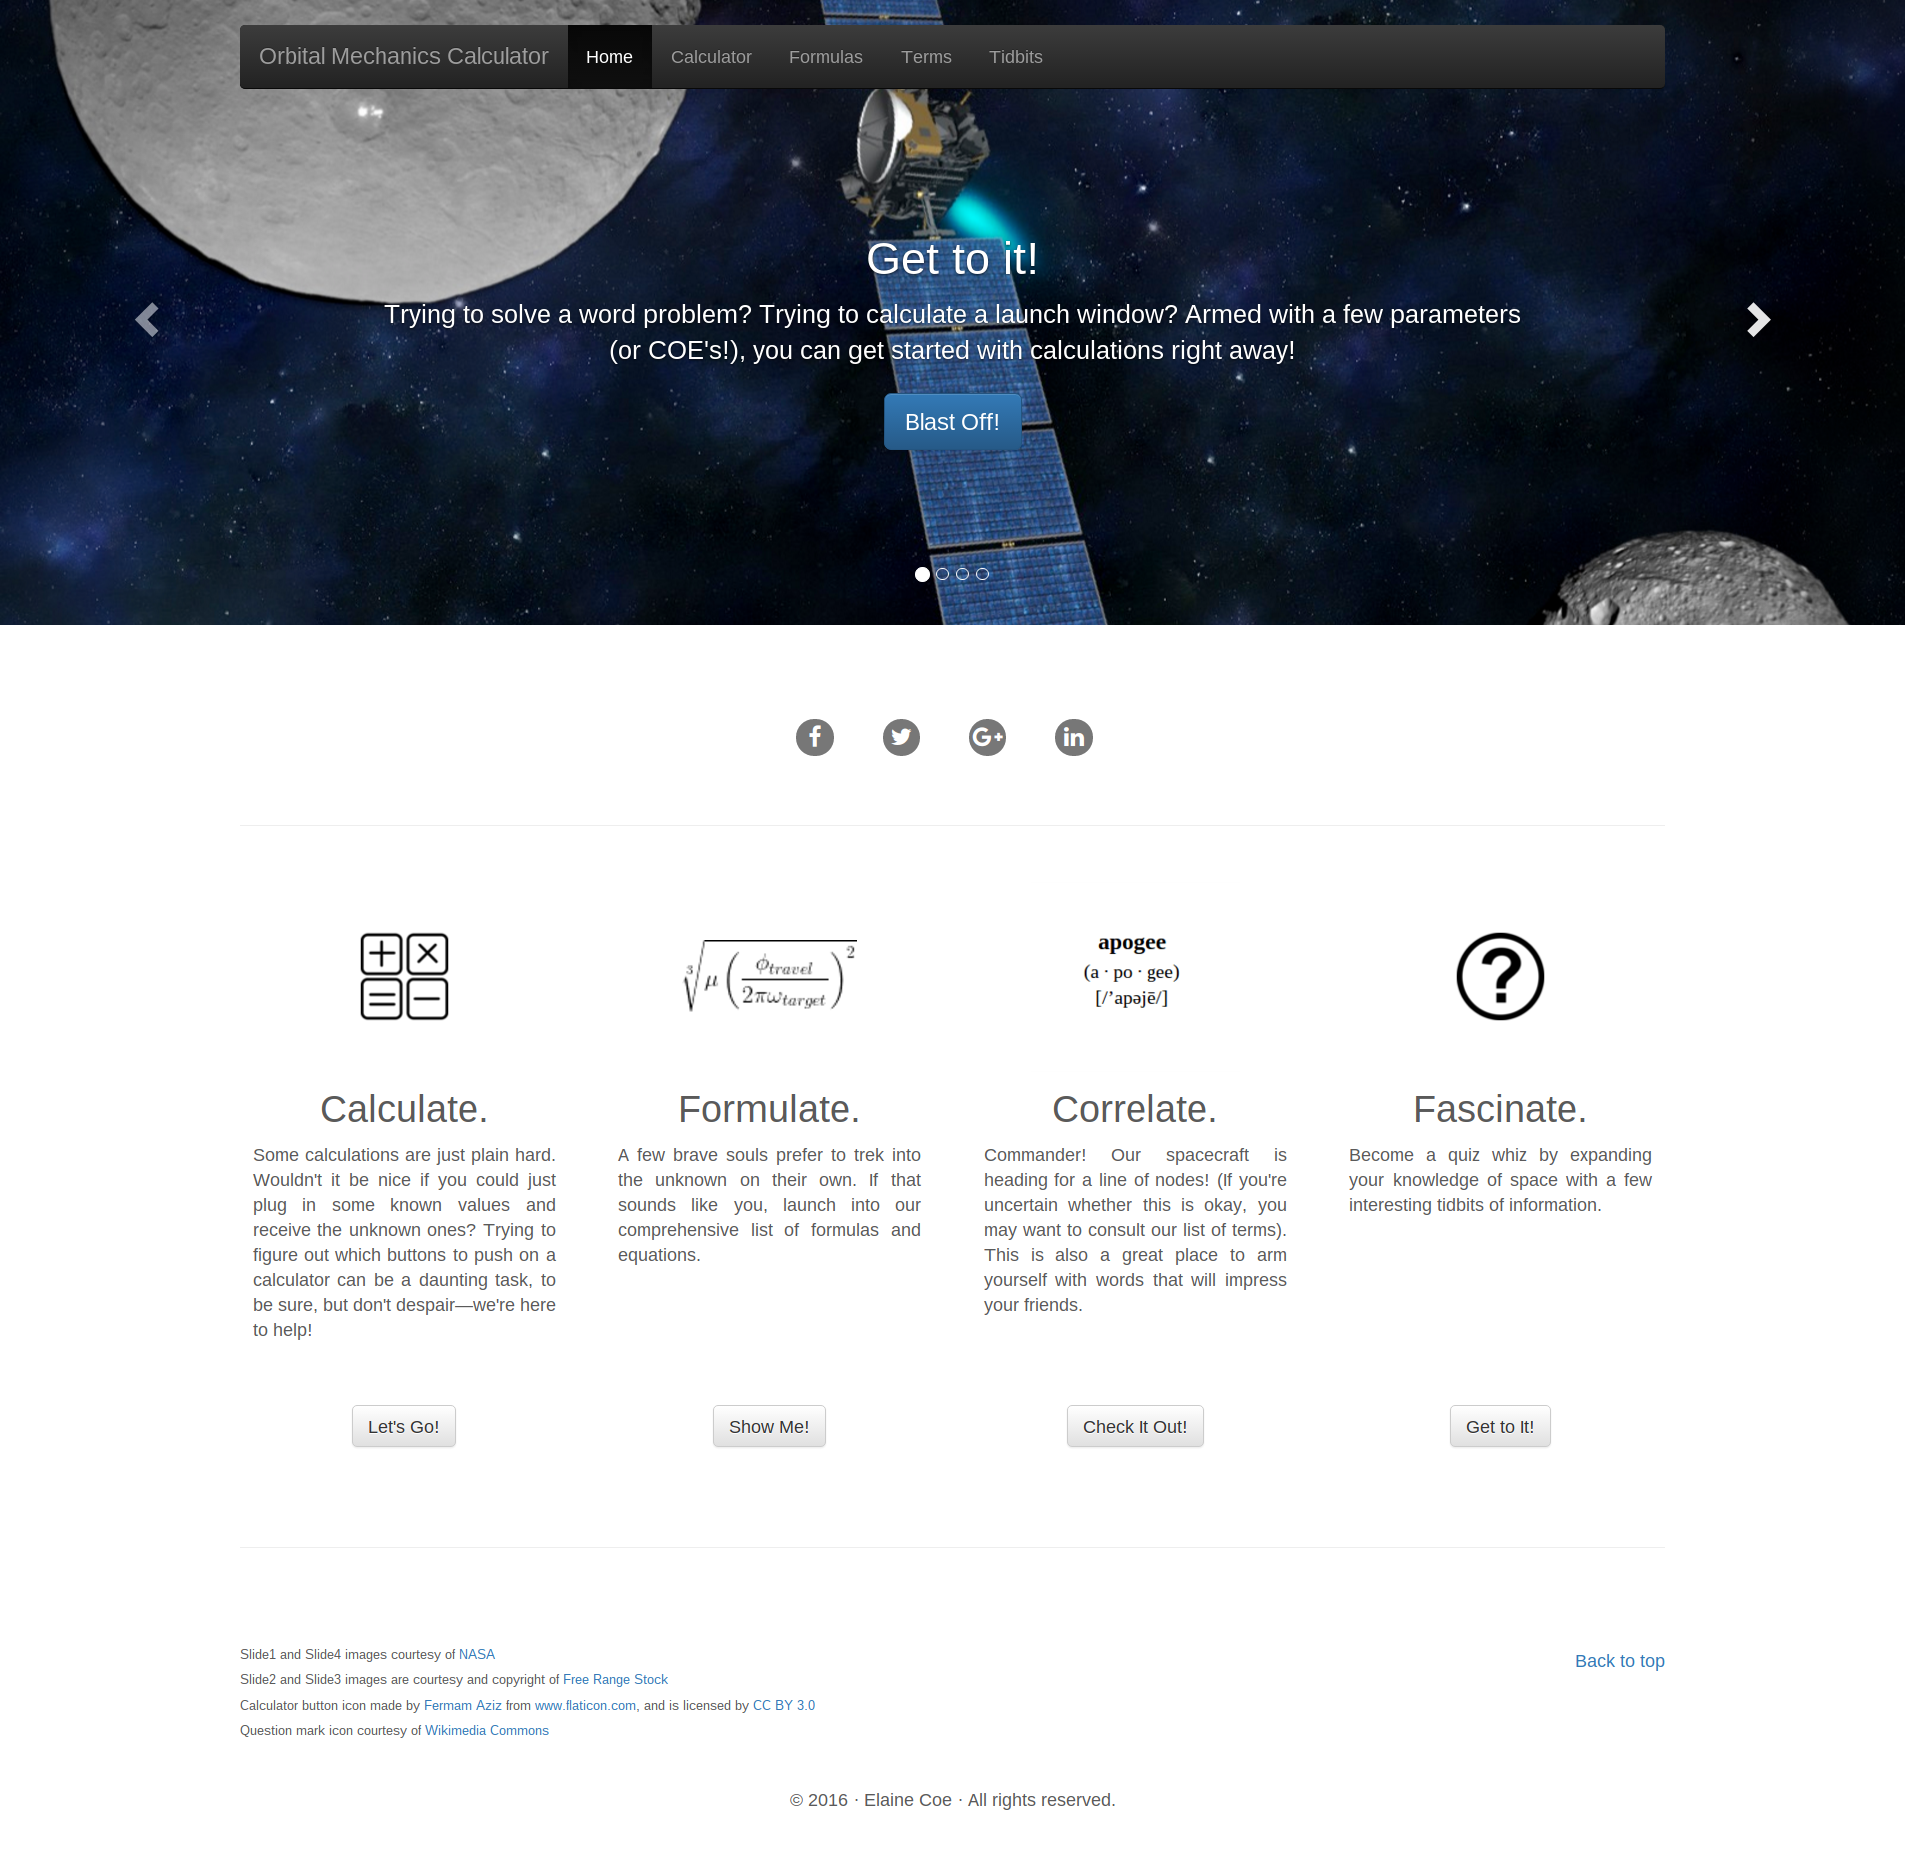 Orbital Mechanics Calculator Home Calculator Formulas Terms Tidbits
Get to it!
Trying to solve a word problem? Trying to calculate a launch window? Armed with a few parameters
(or COE's!), you can get started with calculations right away!
Blast Off!
3√ μ ( ϕtravel / 2πωtarget )²
apogee
(a · po · gee)
[/’apəjē/]
Calculate.
Some calculations are just plain hard.
Wouldn't it be nice if you could just
plug in some known values and
receive the unknown ones? Trying to
figure out which buttons to push on a
calculator can be a daunting task, to
be sure, but don't despair—we're here
to help!
Let's Go!
Formulate.
A few brave souls prefer to trek into
the unknown on their own. If that
sounds like you, launch into our
comprehensive list of formulas and
equations.
Show Me!
Correlate.
Commander! Our spacecraft is
heading for a line of nodes! (If you're
uncertain whether this is okay, you
may want to consult our list of terms).
This is also a great place to arm
yourself with words that will impress
your friends.
Check It Out!
Fascinate.
Become a quiz whiz by expanding
your knowledge of space with a few
interesting tidbits of information.
Get to It!
Slide1 and Slide4 images courtesy of NASA
Slide2 and Slide3 images are courtesy and copyright of Free Range Stock
Calculator button icon made by Fermam Aziz from www.flaticon.com, and is licensed by CC BY 3.0
Question mark icon courtesy of Wikimedia Commons
Back to top
© 2016 · Elaine Coe · All rights reserved.